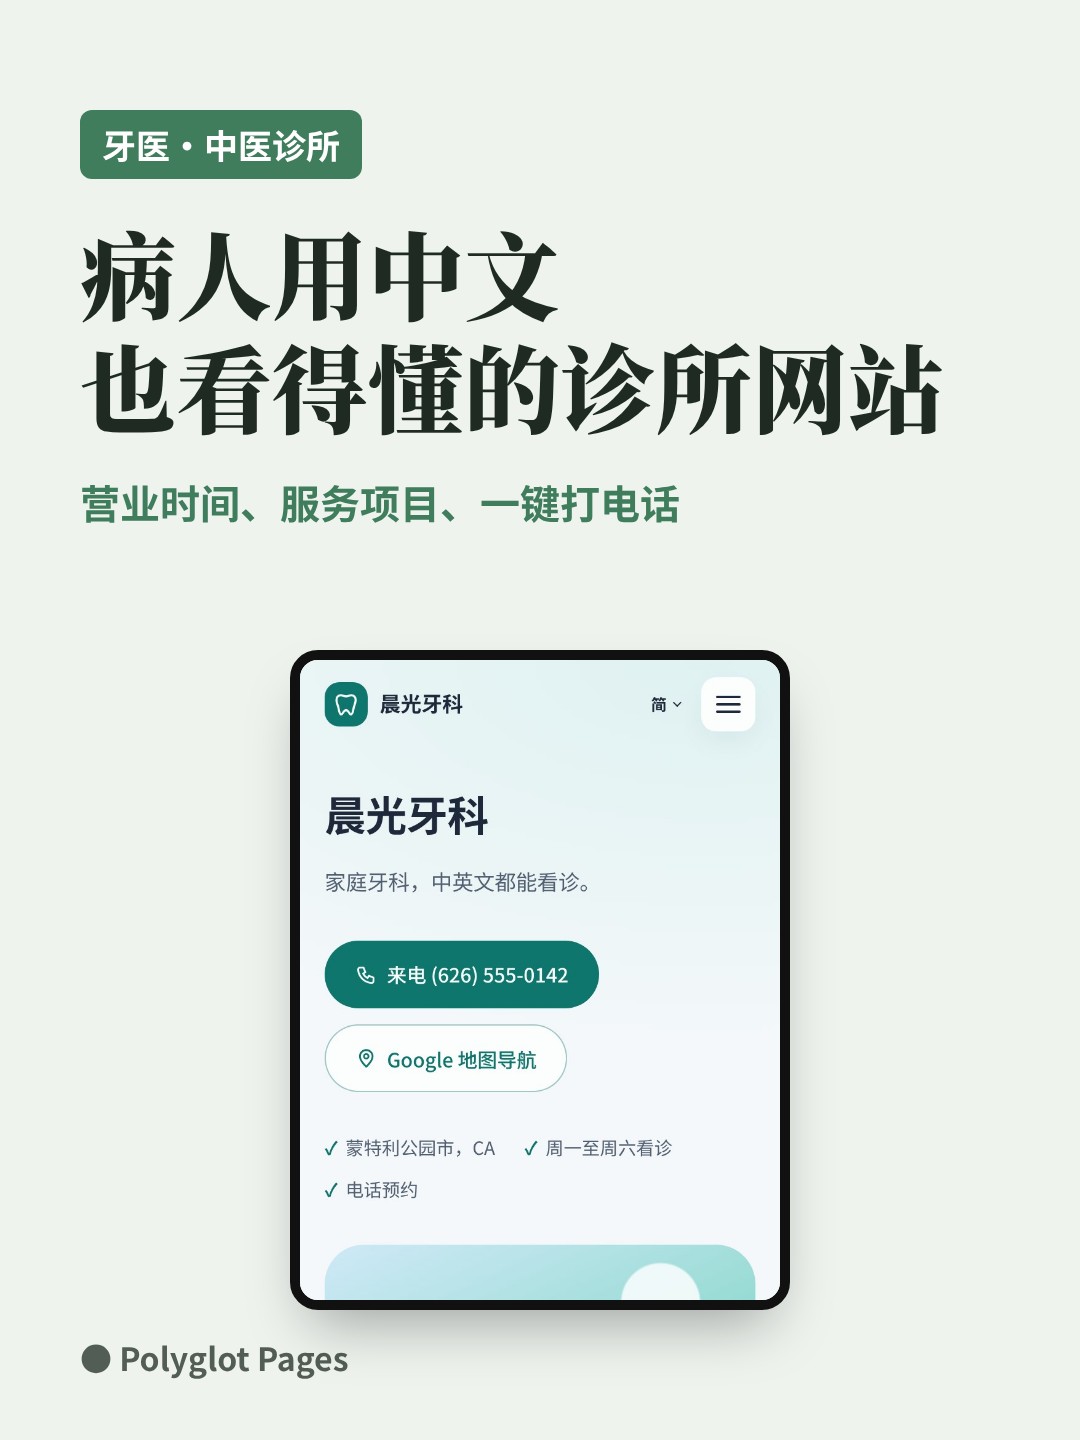 牙医・中医诊所
病人用中文
也看得懂的诊所网站
营业时间、服务项目、一键打电话
晨光牙科
简
晨光牙科
家庭牙科，中英文都能看诊。
来电 (626) 555-0142
Google 地图导航
✓ 蒙特利公园市，CA ✓ 周一至周六看诊
✓ 电话预约
Polyglot Pages